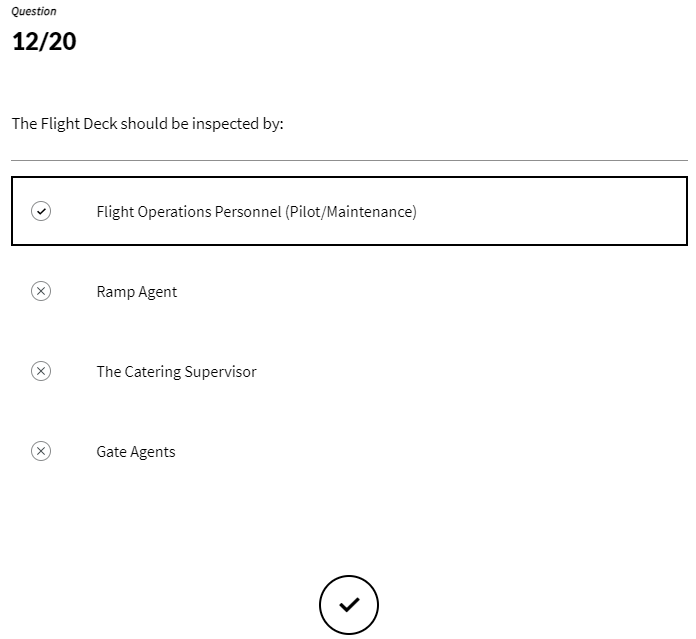 Question
12/20
The Flight Deck should be inspected by:
Flight Operations Personnel (Pilot/Maintenance)
Ramp Agent
The Catering Supervisor
Gate Agents